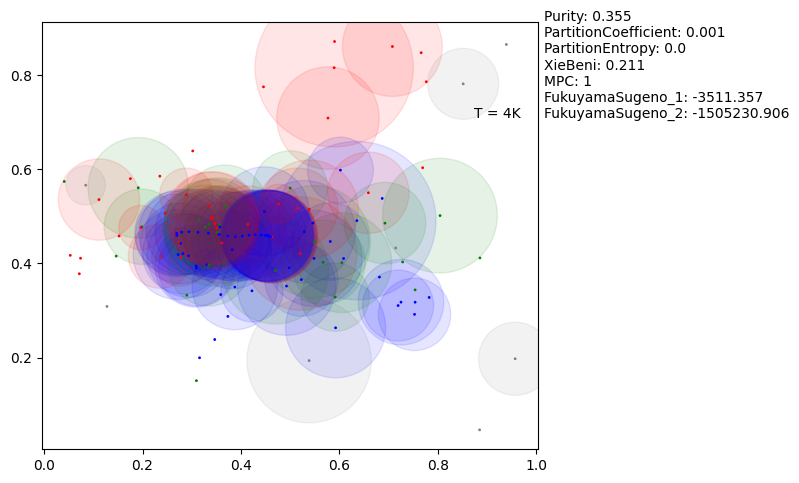 Purity: 0.355
PartitionCoefficient: 0.001
PartitionEntropy: 0.0
XieBeni: 0.211
MPC: 1
FukuyamaSugeno_1: -3511.357
FukuyamaSugeno_2: -1505230.906
T = 4K
0.8
0.6
0.4
0.2
0.0 0.2 0.4 0.6 0.8 1.0